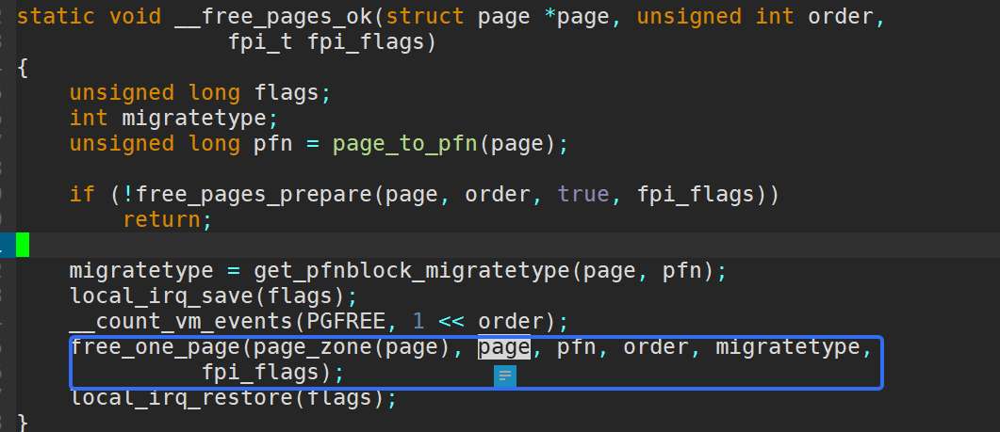 static void __free_pages_ok(struct page *page, unsigned int order,
fpi_t fpi_flags)
{
unsigned long flags;
int migratetype;
unsigned long pfn = page_to_pfn(page);
if (!free_pages_prepare(page, order, true, fpi_flags))
return;
migratetype = get_pfnblock_migratetype(page, pfn);
local_irq_save(flags);
__count_vm_events(PGFREE, 1 << order);
free_one_page(page_zone(page), page, pfn, order, migratetype,
fpi_flags);
local_irq_restore(flags);
}